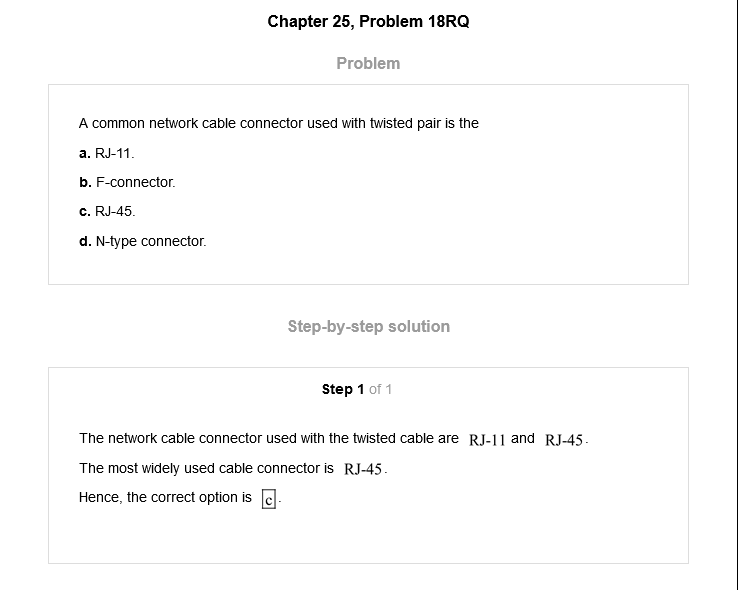 Chapter 25, Problem 18RQ
Problem
A common network cable connector used with twisted pair is the
a. RJ-11.
b. F-connector.
c. RJ-45.
d. N-type connector.
Step-by-step solution
Step 1 of 1
The network cable connector used with the twisted cable are RJ-11 and RJ-45.
The most widely used cable connector is RJ-45.
Hence, the correct option is c.